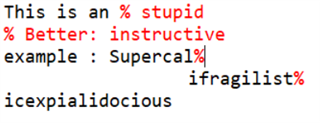 This is an % stupid
% Better: instructive
example : Supercal%
ifragilist%
icexpialidocious